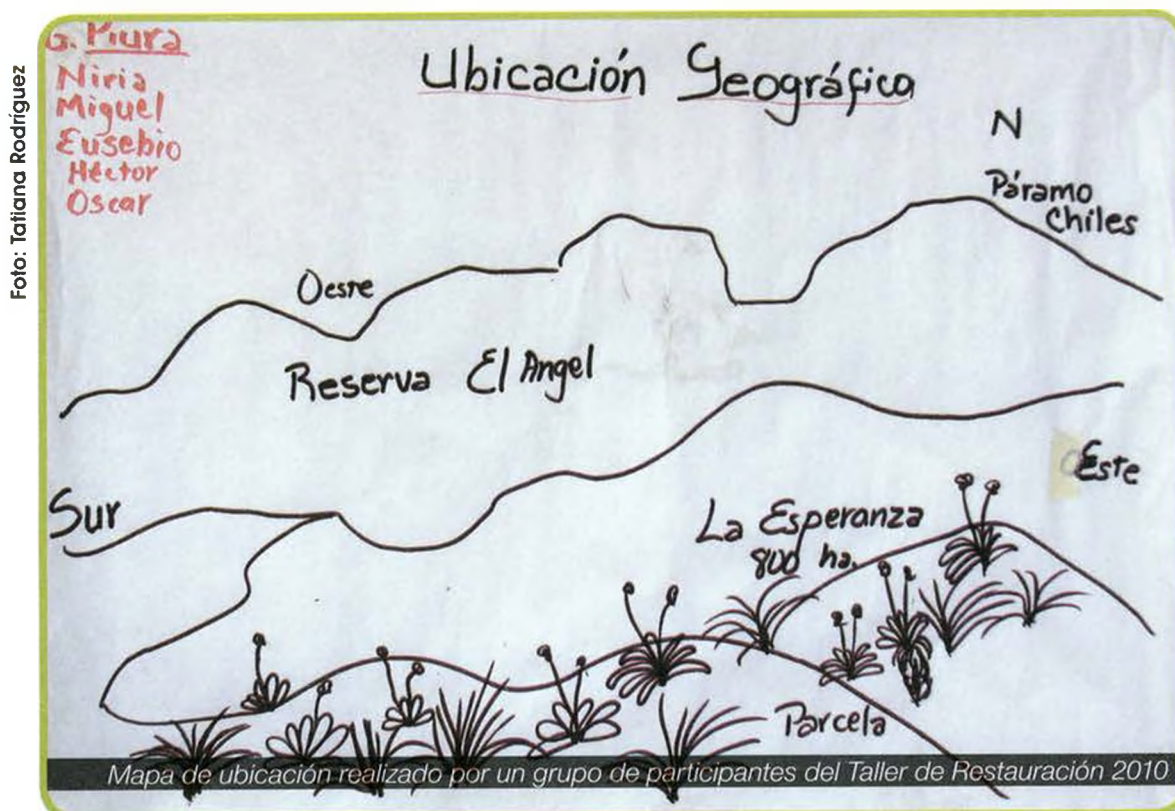 Foto: Tatiana Rodríguez
G. Piura
Niria
Miguel
Eusebio
Héctor
Oscar
Ubicación Geográfica
N
Páramo
Chiles
Oeste
Reserva El Angel
Sur
Este
La Esperanza
800 ha.
Parcela
Mapa de ubicación realizado por un grupo de participantes del Taller de Restauración 2010